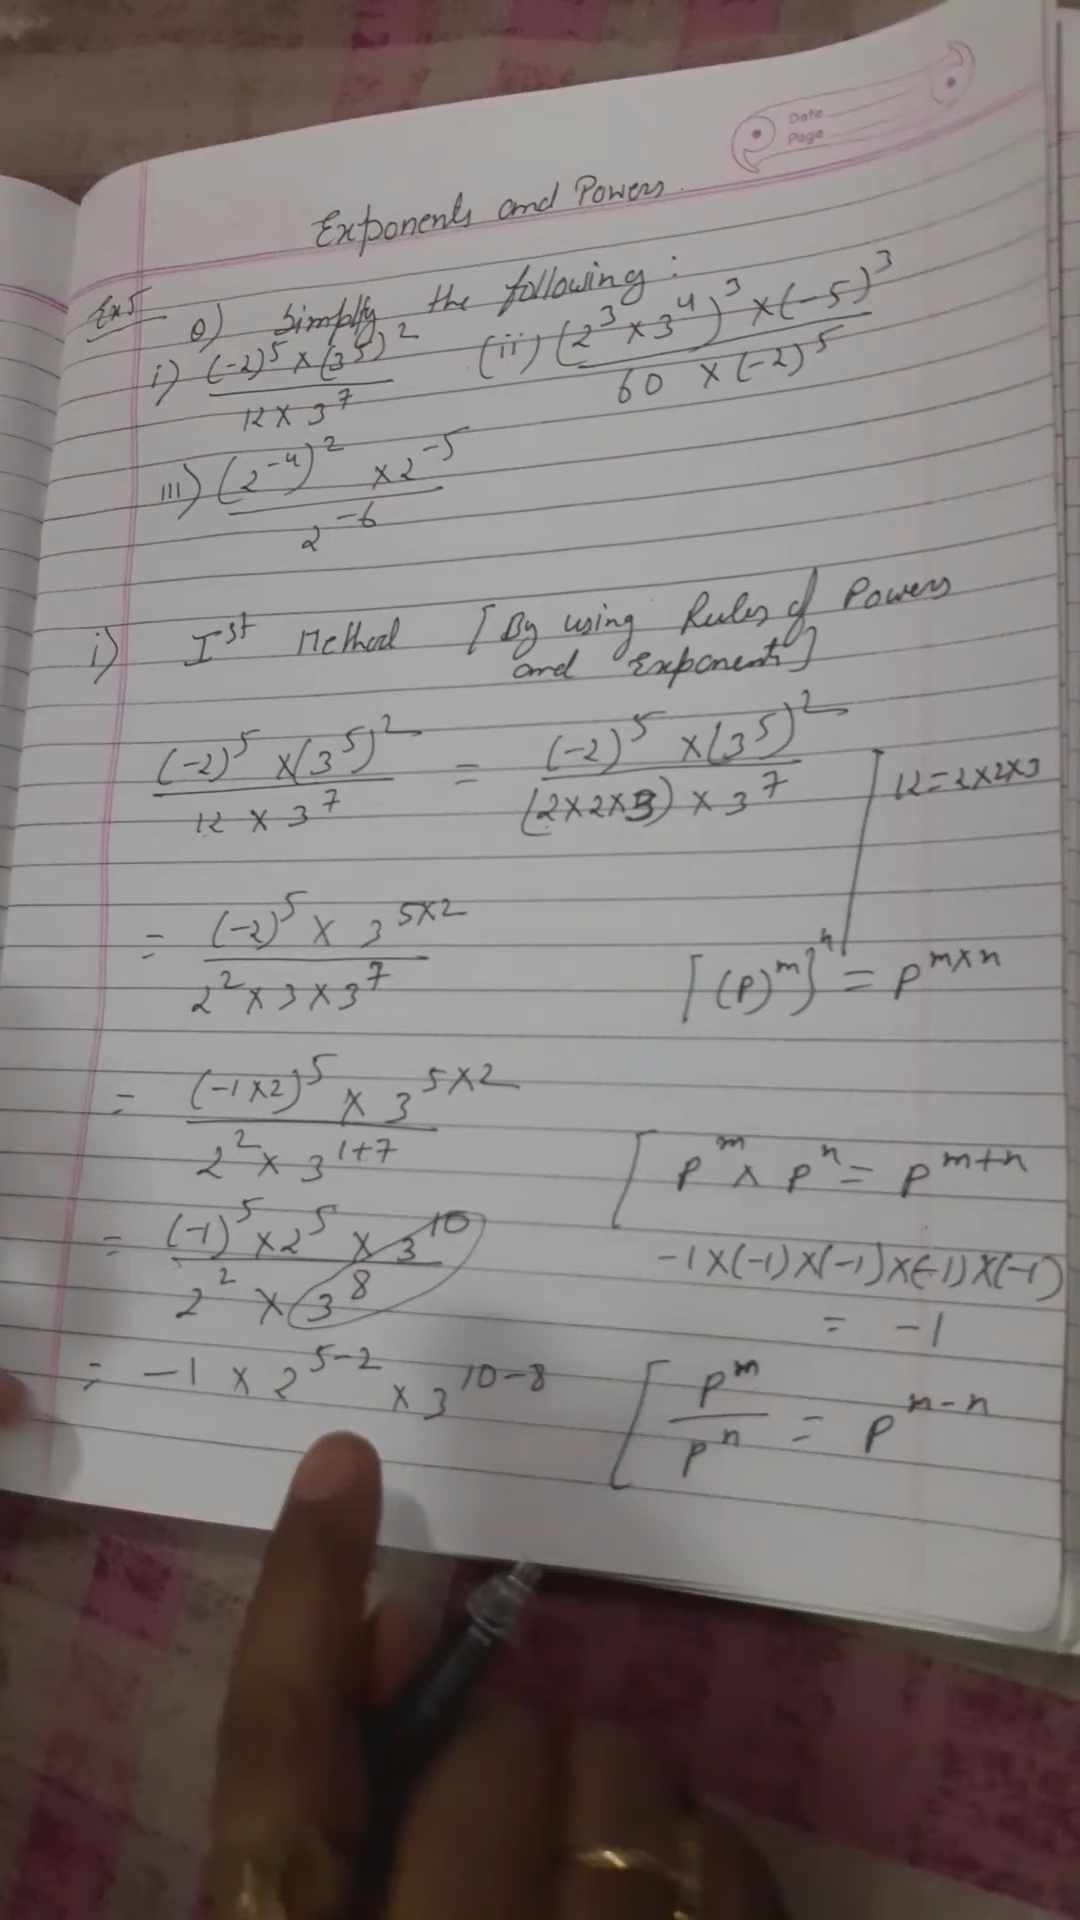 Date
Page
Exponents and Powers.
Ex 5
Q) Simplify the following:
i) (-2)^5 × (3^5)^2 / 12 × 3^7 (ii) (2^3 × 3^4)^3 × (-5)^3 / 60 × (-2)^5
iii) (2^-4)^2 × 2^-5 / 2^-6
i) Ist Method [By using Rules of Powers
and Exponents]
(-2)^5 × (3^5)^2 / 12 × 3^7 = (-2)^5 × (3^5)^2 / (2×2×3) × 3^7 [12=2×2×3
= (-2)^5 × 3^5×2 / 2^2 × 3 × 3^7 [(P)^m}^n = P^m×n
= (-1×2)^5 × 3^5×2 / 2^2 × 3^1+7 [P^m × P^n = P^m+n
= (-1)^5 × 2^5 × 3^10 / 2^2 × 3^8 -1×(-1)×(-1)×(-1)×(-1)
= -1
= -1 × 2^5-2 × 3^10-8 [P^m / P^n = P^m-n